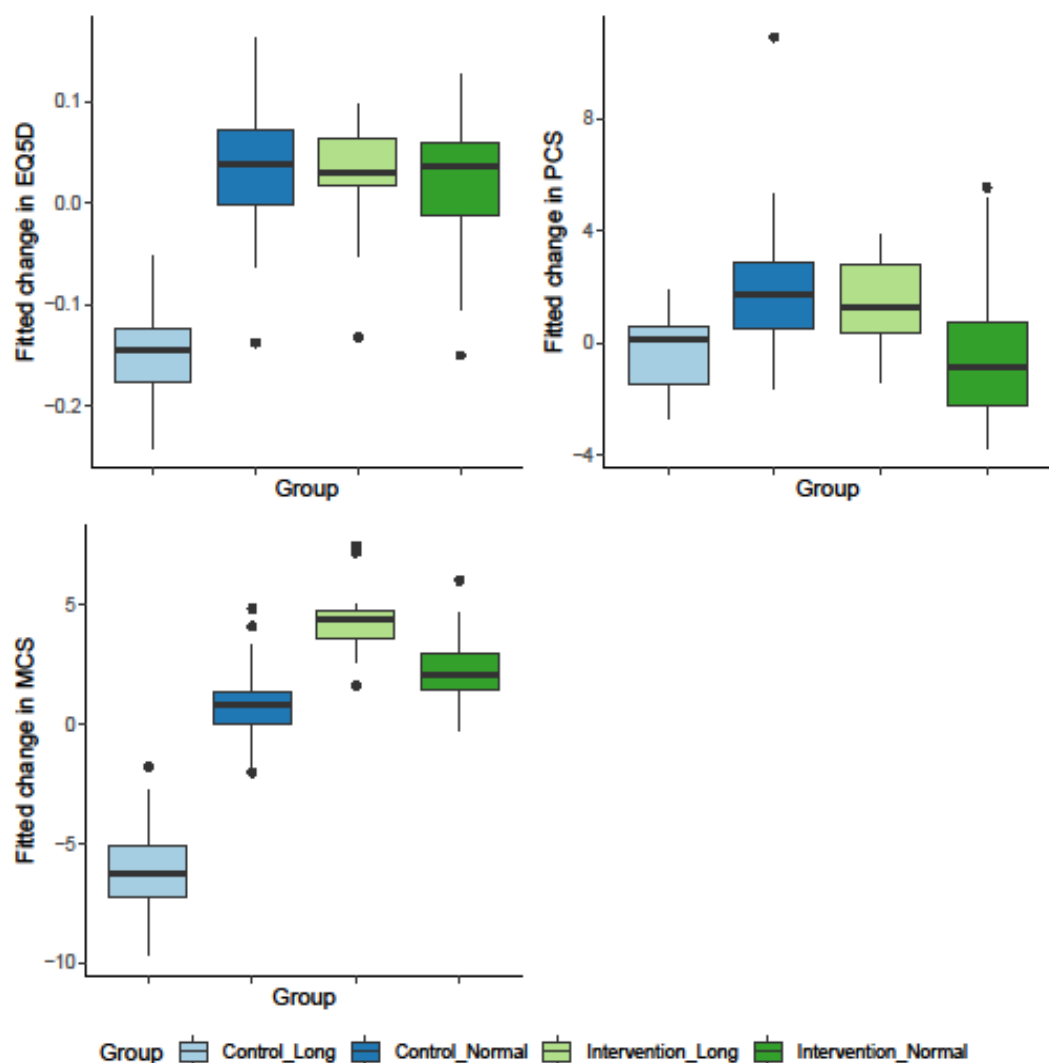 Fitted change in EQ5D
0.1
0.0
−0.1
−0.2
Group
Fitted change in PCS
8
4
0
−4
Group
Fitted change in MCS
5
0
−5
−10
Group
Group Control_Long Control_Normal Intervention_Long Intervention_Normal